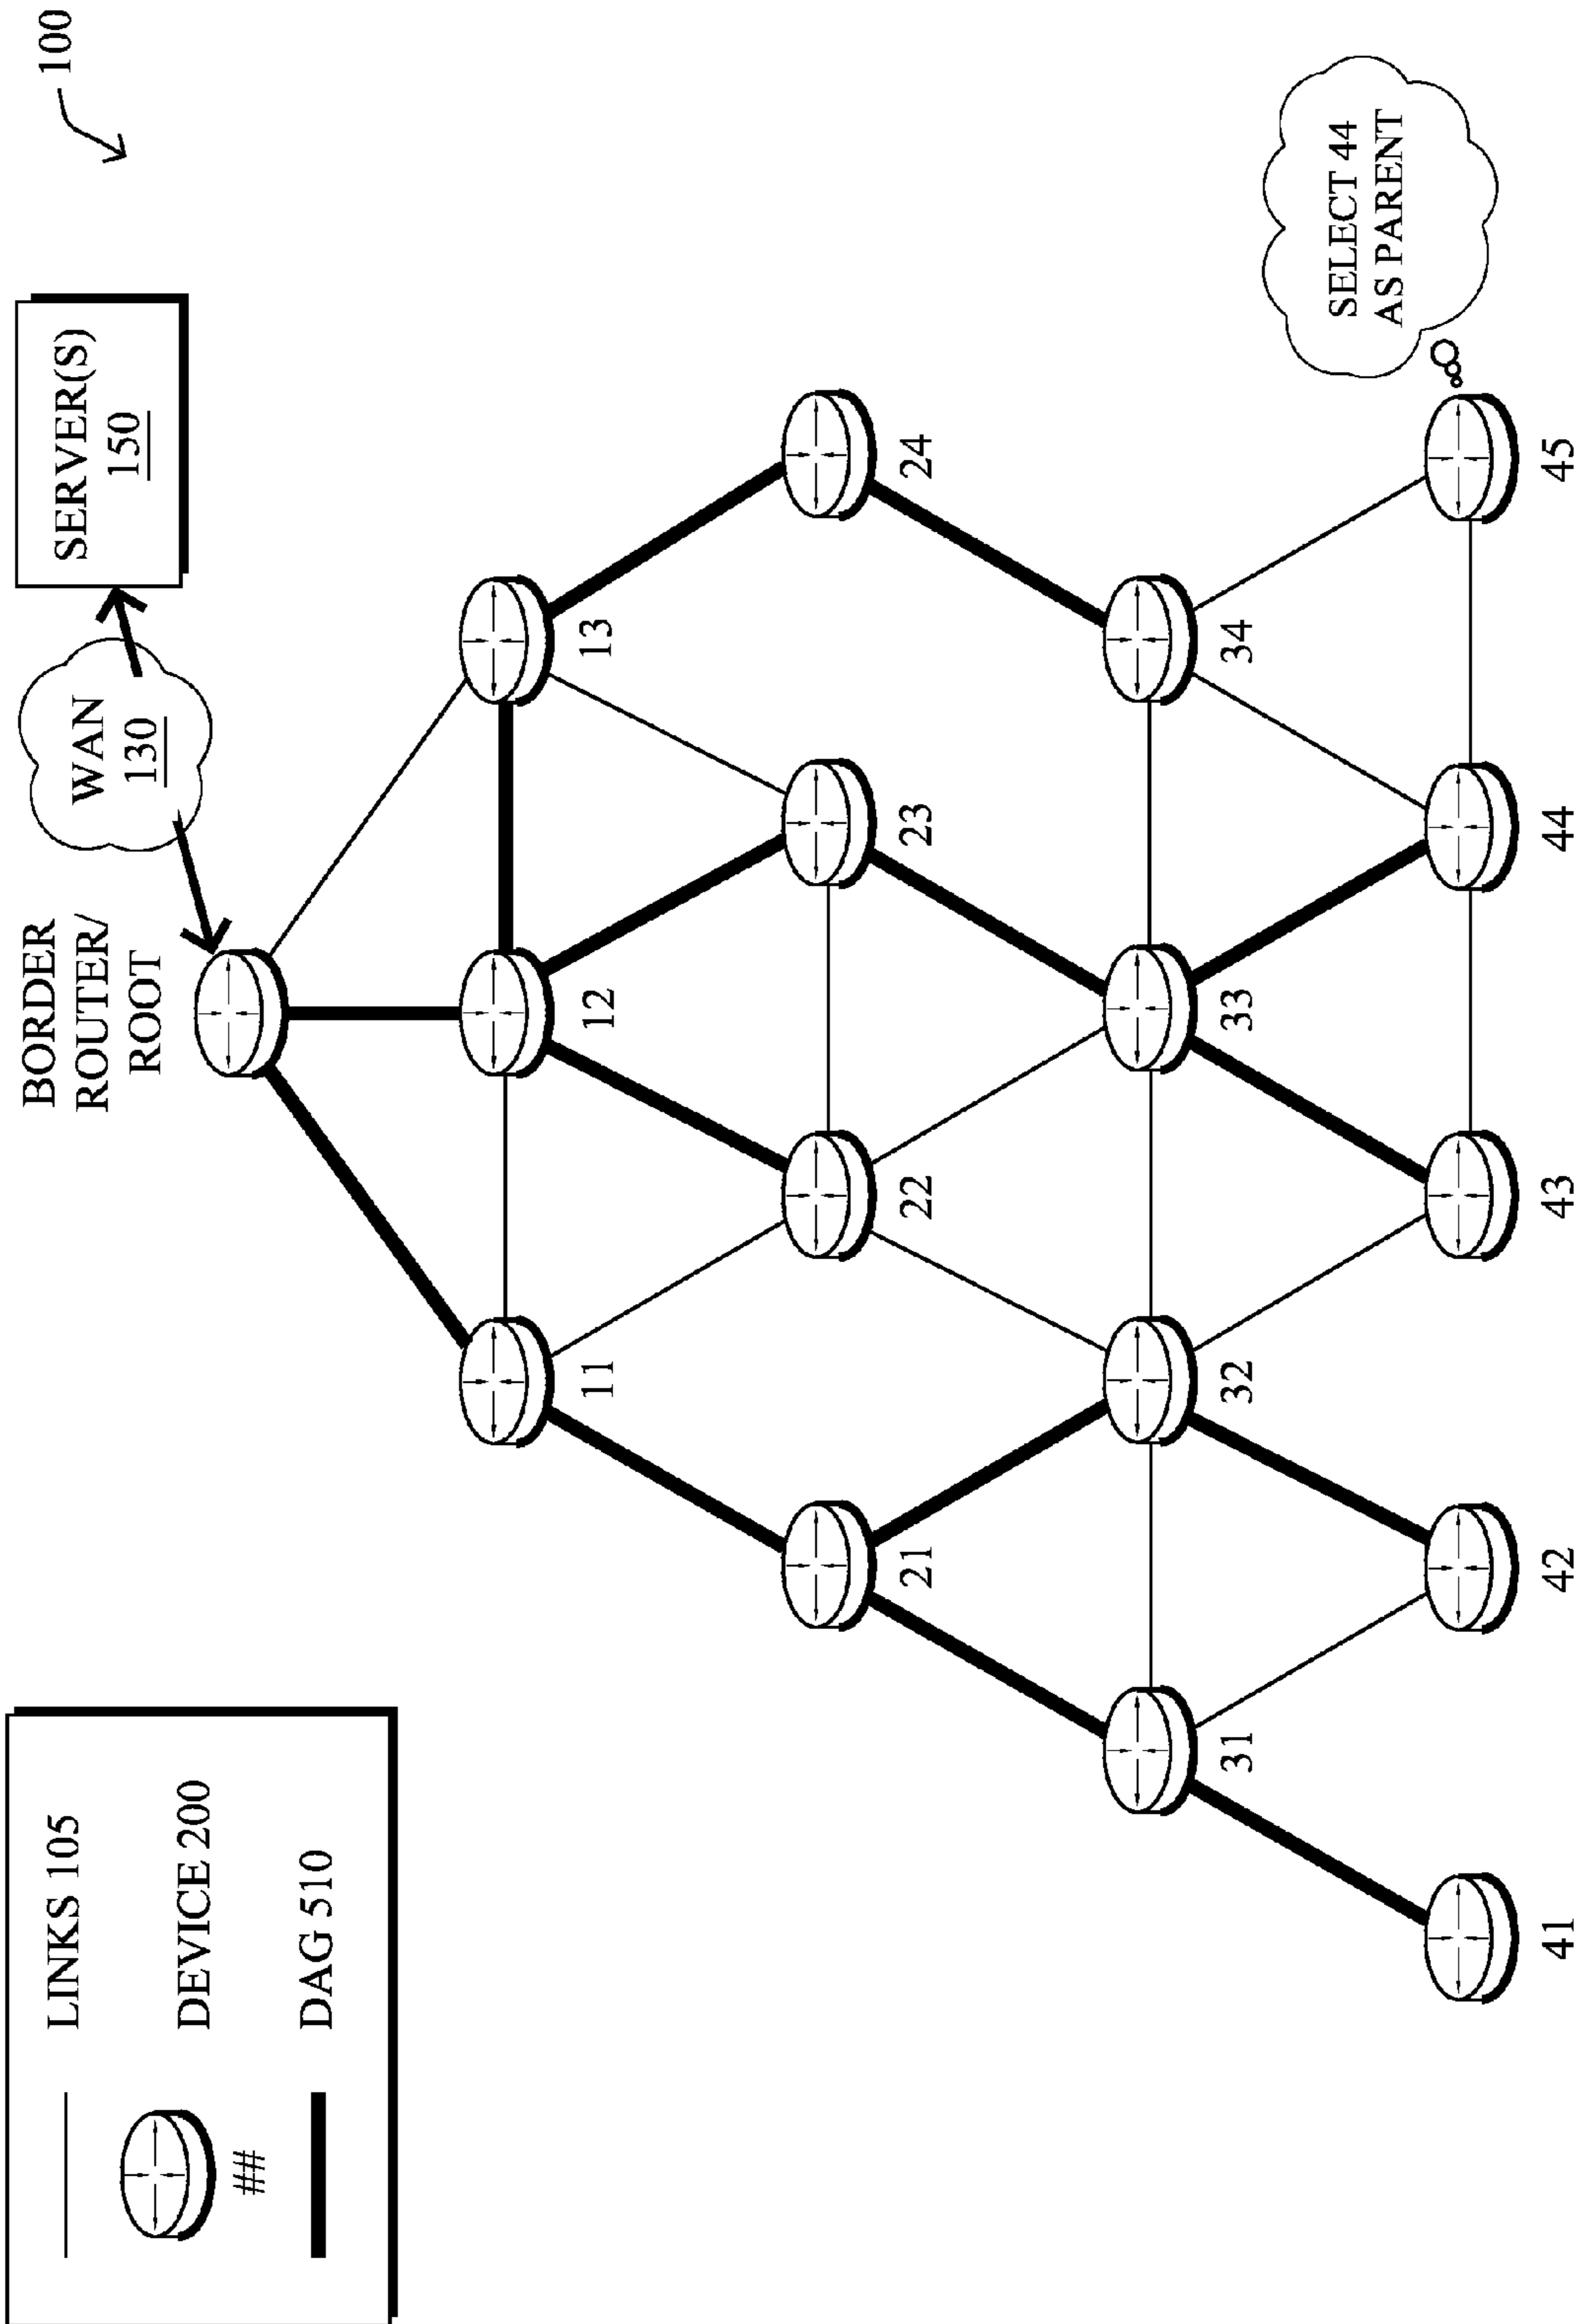 100
LINKS 105
DEVICE 200
##
DAG 510
BORDER
ROUTER/
ROOT
WAN
130
SERVER(S)
150
11
12
13
21
22
23
24
31
32
33
34
SELECT 44
AS PARENT
41
42
43
44
45